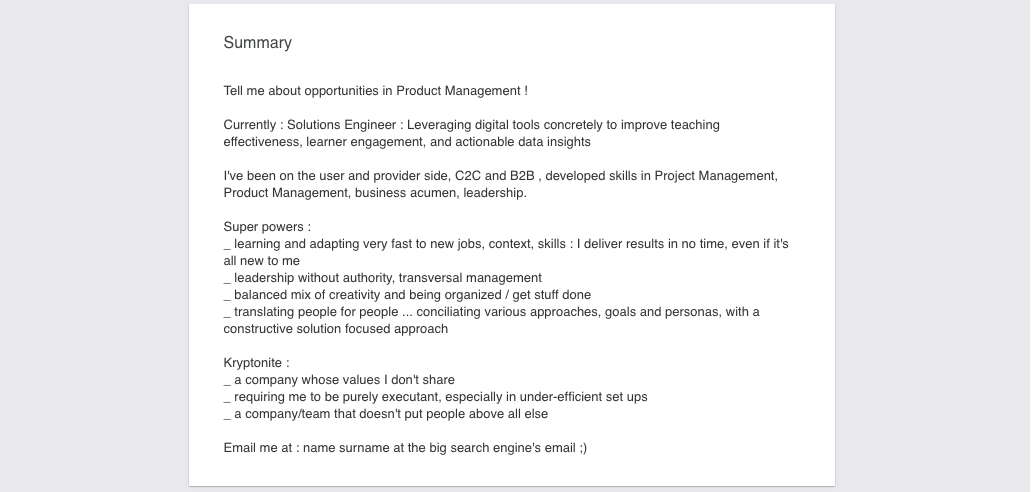 Summary
Tell me about opportunities in Product Management !
Currently : Solutions Engineer : Leveraging digital tools concretely to improve teaching
effectiveness, learner engagement, and actionable data insights
I've been on the user and provider side, C2C and B2B , developed skills in Project Management,
Product Management, business acumen, leadership.
Super powers :
_ learning and adapting very fast to new jobs, context, skills : I deliver results in no time, even if it's
all new to me
_ leadership without authority, transversal management
_ balanced mix of creativity and being organized / get stuff done
_ translating people for people ... conciliating various approaches, goals and personas, with a
constructive solution focused approach
Kryptonite :
_ a company whose values I don't share
_ requiring me to be purely executant, especially in under-efficient set ups
_ a company/team that doesn't put people above all else
Email me at : name surname at the big search engine's email ;)